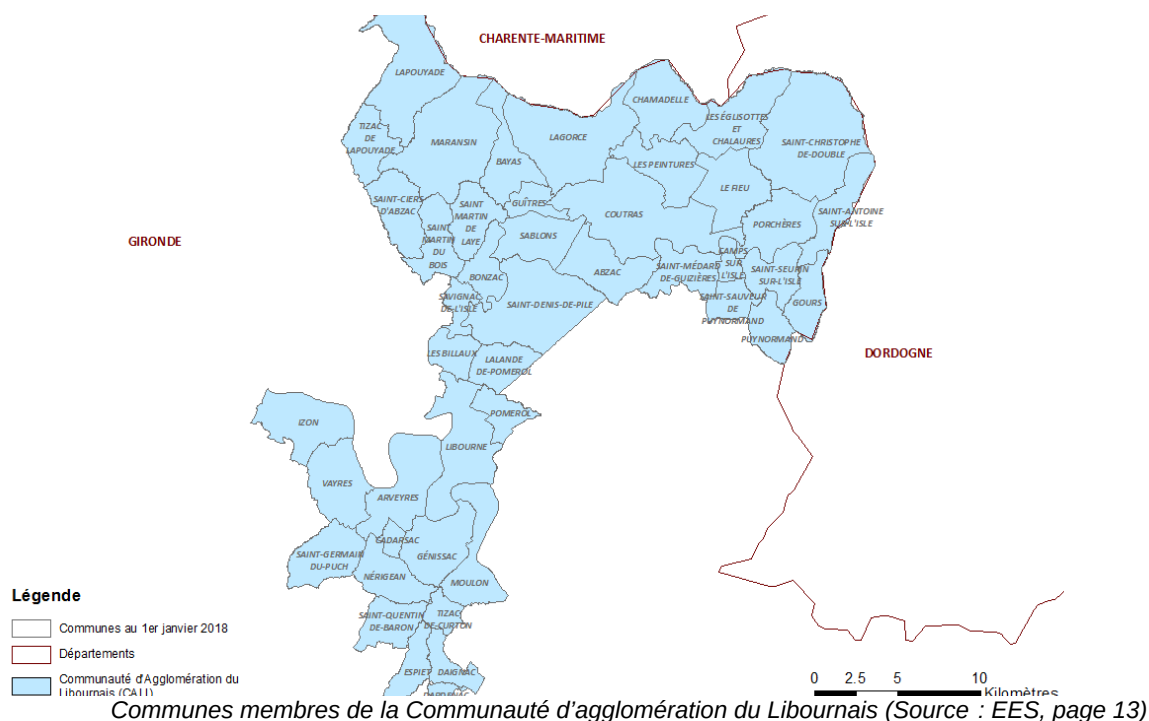 CHARENTE-MARITIME
LAPOUYADE
CHAMADELLE
LES ÉGLISOTTES
ET
CHALAURES
TIZAC
DE
LAPOUYADE
MARANSIN
LAGORCE
SAINT-CHRISTOPHE
DE-DOUBLE
BAYAS
LES PEINTURES
LE FIEU
SAINT-CIERS
D'ABZAC
SAINT
MARTIN
DE
LAYE
GUÎTRES
COUTRAS
SAINT-ANTOINE
SUR-L'ISLE
PORCHÈRES
GIRONDE
SAINT
MARTIN
DU
BOIS
SABLONS
CAMPS
SUR
L'ISLE
BONZAC
ABZAC
SAINT-MÉDARD
DE-GUIZIÈRES
SAINT-SEURIN
SUR-L'ISLE
SAVIGNAC
DE-L'ISLE
SAINT-DENIS-DE-PILE
SAINT-SAUVEUR
DE
PUYNORMAND
GOURS
PUYNORMAND
DORDOGNE
LES BILLAUX
LALANDE
DE-POMEROL
POMEROL
IZON
LIBOURNE
VAYRES
ARVEYRES
CADARSAC
SAINT-GERMAIN
DU-PUCH
GÉNISSAC
NÉRIGEAN
MOULON
SAINT-QUENTIN
DE-BARON
TIZAC
DE-CURTON
ESPIET
DAIGNAC
DARDENAC
Légende
Communes au 1er janvier 2018
Départements
Communauté d'Agglomération du
Libournais (CALI)
0 2.5 5 10
Kilomètres
Communes membres de la Communauté d'agglomération du Libournais (Source : EES, page 13)